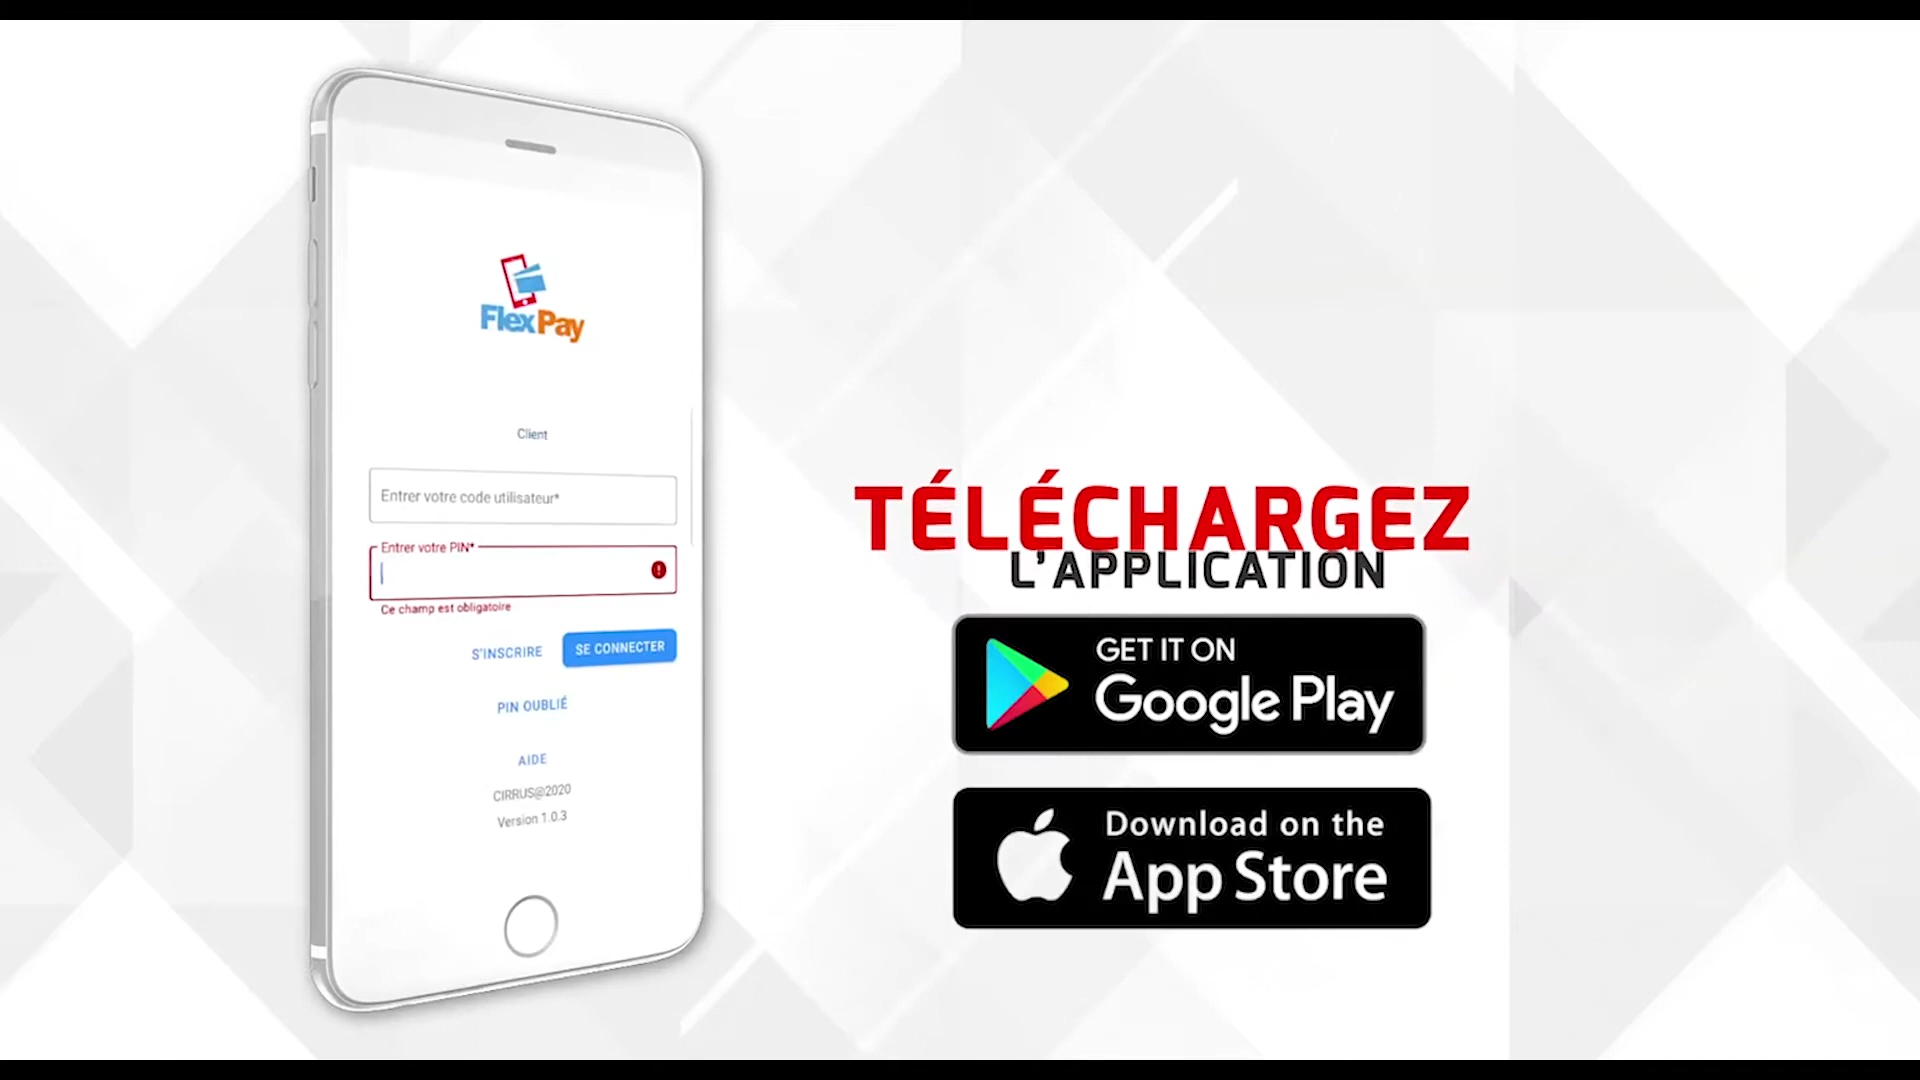 FlexPay
Client
Entrer votre code utilisateur*
Entrer votre PIN*
Ce champ est obligatoire
S'INSCRIRE
SE CONNECTER
PIN OUBLIÉ
AIDE
CIRRUS@2020
Version 1.0.3
TÉLÉCHARGEZ
L'APPLICATION
GET IT ON
Google Play
Download on the
App Store